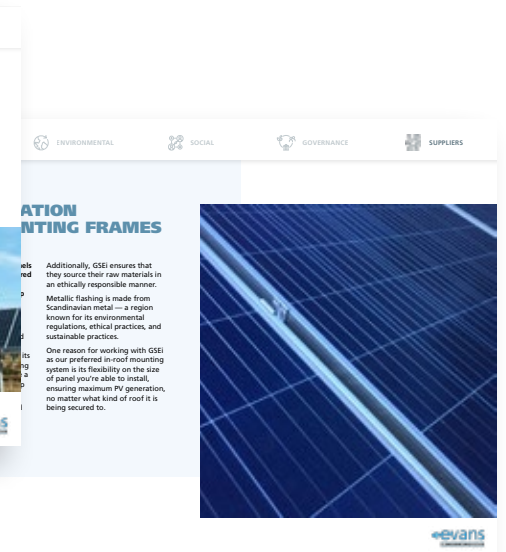 ENVIRONMENTAL
SOCIAL
GOVERNANCE
SUPPLIERS
ATION
NTING FRAMES
Additionally, GSEi ensures that
they source their raw materials in
an ethically responsible manner.
Metallic flashing is made from
Scandinavian metal — a region
known for its environmental
regulations, ethical practices, and
sustainable practices.
One reason for working with GSEi
as our preferred in-roof mounting
system is its flexibility on the size
of panel you're able to install,
ensuring maximum PV generation,
no matter what kind of roof it is
being secured to.
evans